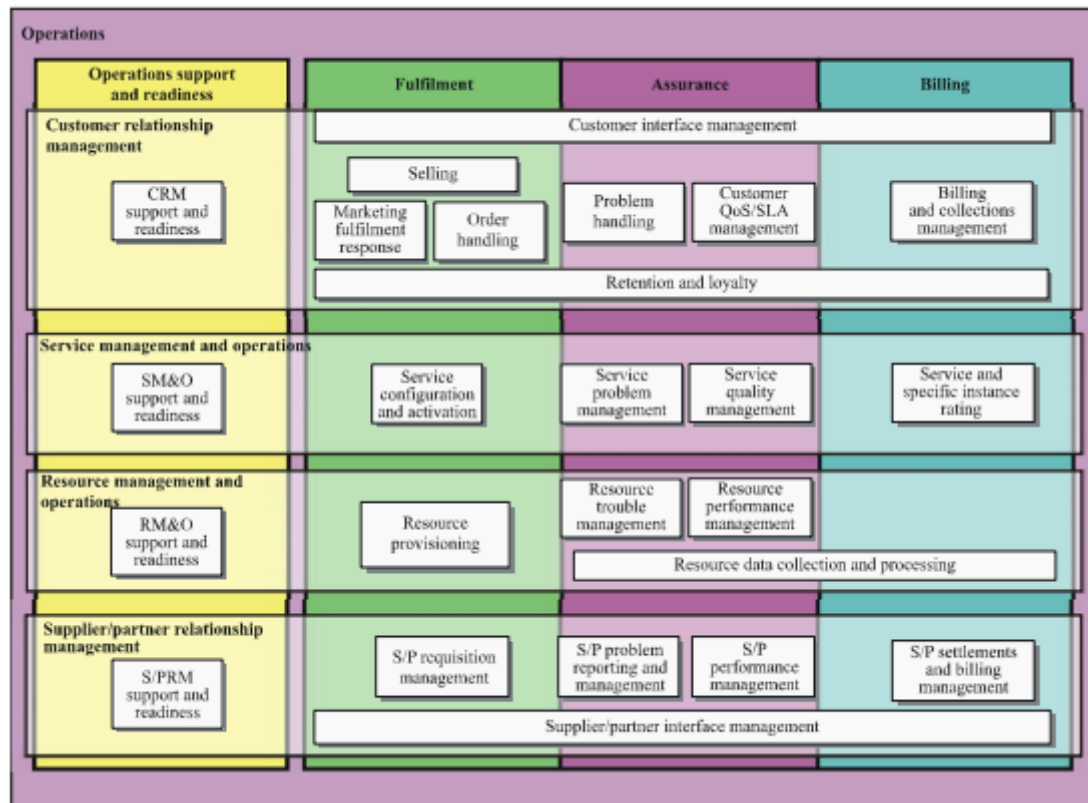 Operations
Operations support
and readiness
Fulfilment
Assurance
Billing
Customer relationship
management
Customer interface management
CRM
support and
readiness
Selling
Marketing
fulfilment
response
Order
handling
Problem
handling
Customer
QoS/SLA
management
Billing
and collections
management
Retention and loyalty
Service management and operations
SM&O
support and
readiness
Service
configuration
and activation
Service
problem
management
Service
quality
management
Service and
specific instance
rating
Resource management and
operations
RM&O
support and
readiness
Resource
provisioning
Resource
trouble
management
Resource
performance
management
Resource data collection and processing
Supplier/partner relationship
management
S/PRM
support and
readiness
S/P requisition
management
S/P problem
reporting and
management
S/P
performance
management
S/P settlements
and billing
management
Supplier/partner interface management